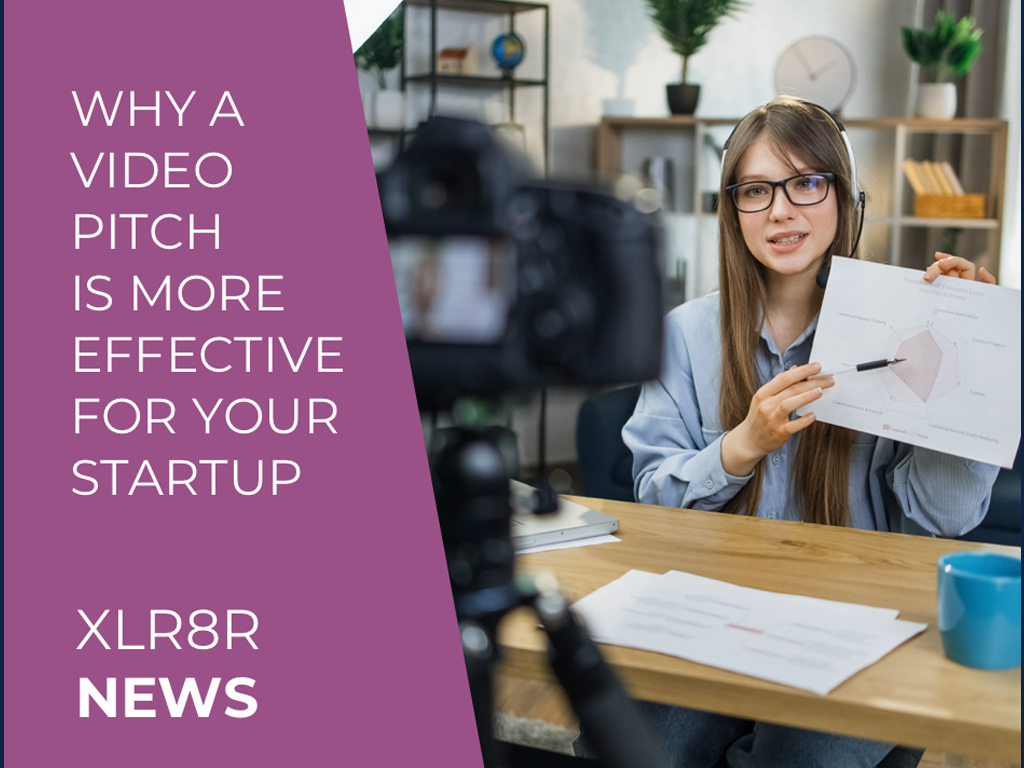 WHY A
VIDEO
PITCH
IS MORE
EFFECTIVE
FOR YOUR
STARTUP
XLR8R
NEWS